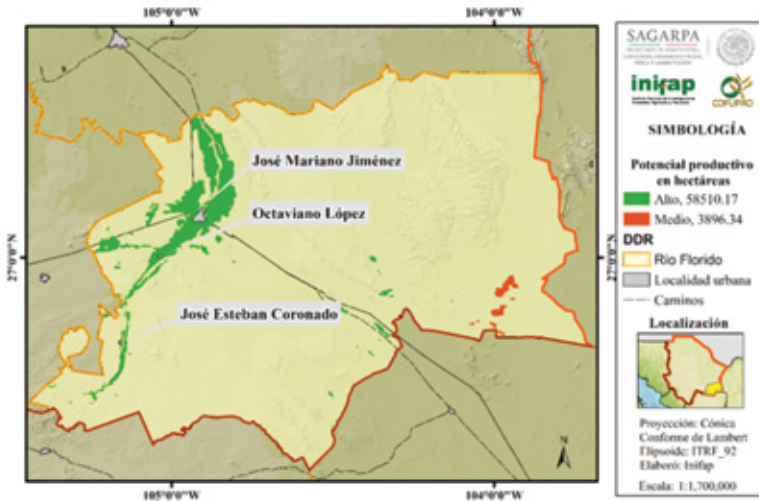 105°0'0"W
104°0'0"W
27°0'0"N
José Mariano Jiménez
Octaviano López
José Esteban Coronado
27°0'0"N
N
105°0'0"W
104°0'0"W
SAGARPA
inifap
COFUPRO
SIMBOLOGÍA
Potencial productivo
en hectáreas
Alto, 58510.17
Medio, 3896.34
DDR
Río Florido
Localidad urbana
Caminos
Localización
Proyección: Cónica
Conforme de Lambert
Elipsoide: ITRF_92
Elaboró: Inifap
Escala: 1:1,700,000